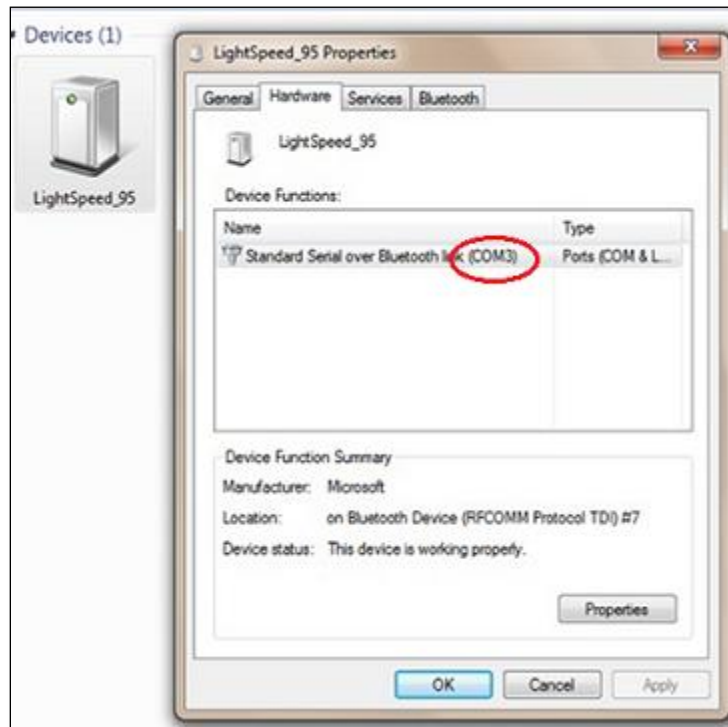 Devices (1)
LightSpeed_95
LightSpeed_95 Properties
General Hardware Services Bluetooth
LightSpeed_95
Device Functions:
Name Type
Standard Serial over Bluetooth (COM3) Ports (COM & L...
Device Function Summary
Manufacturer: Microsoft
Location: on Bluetooth Device (RFCOMM Protocol TDI) #7
Device status: This device is working properly.
Properties
OK Cancel Apply